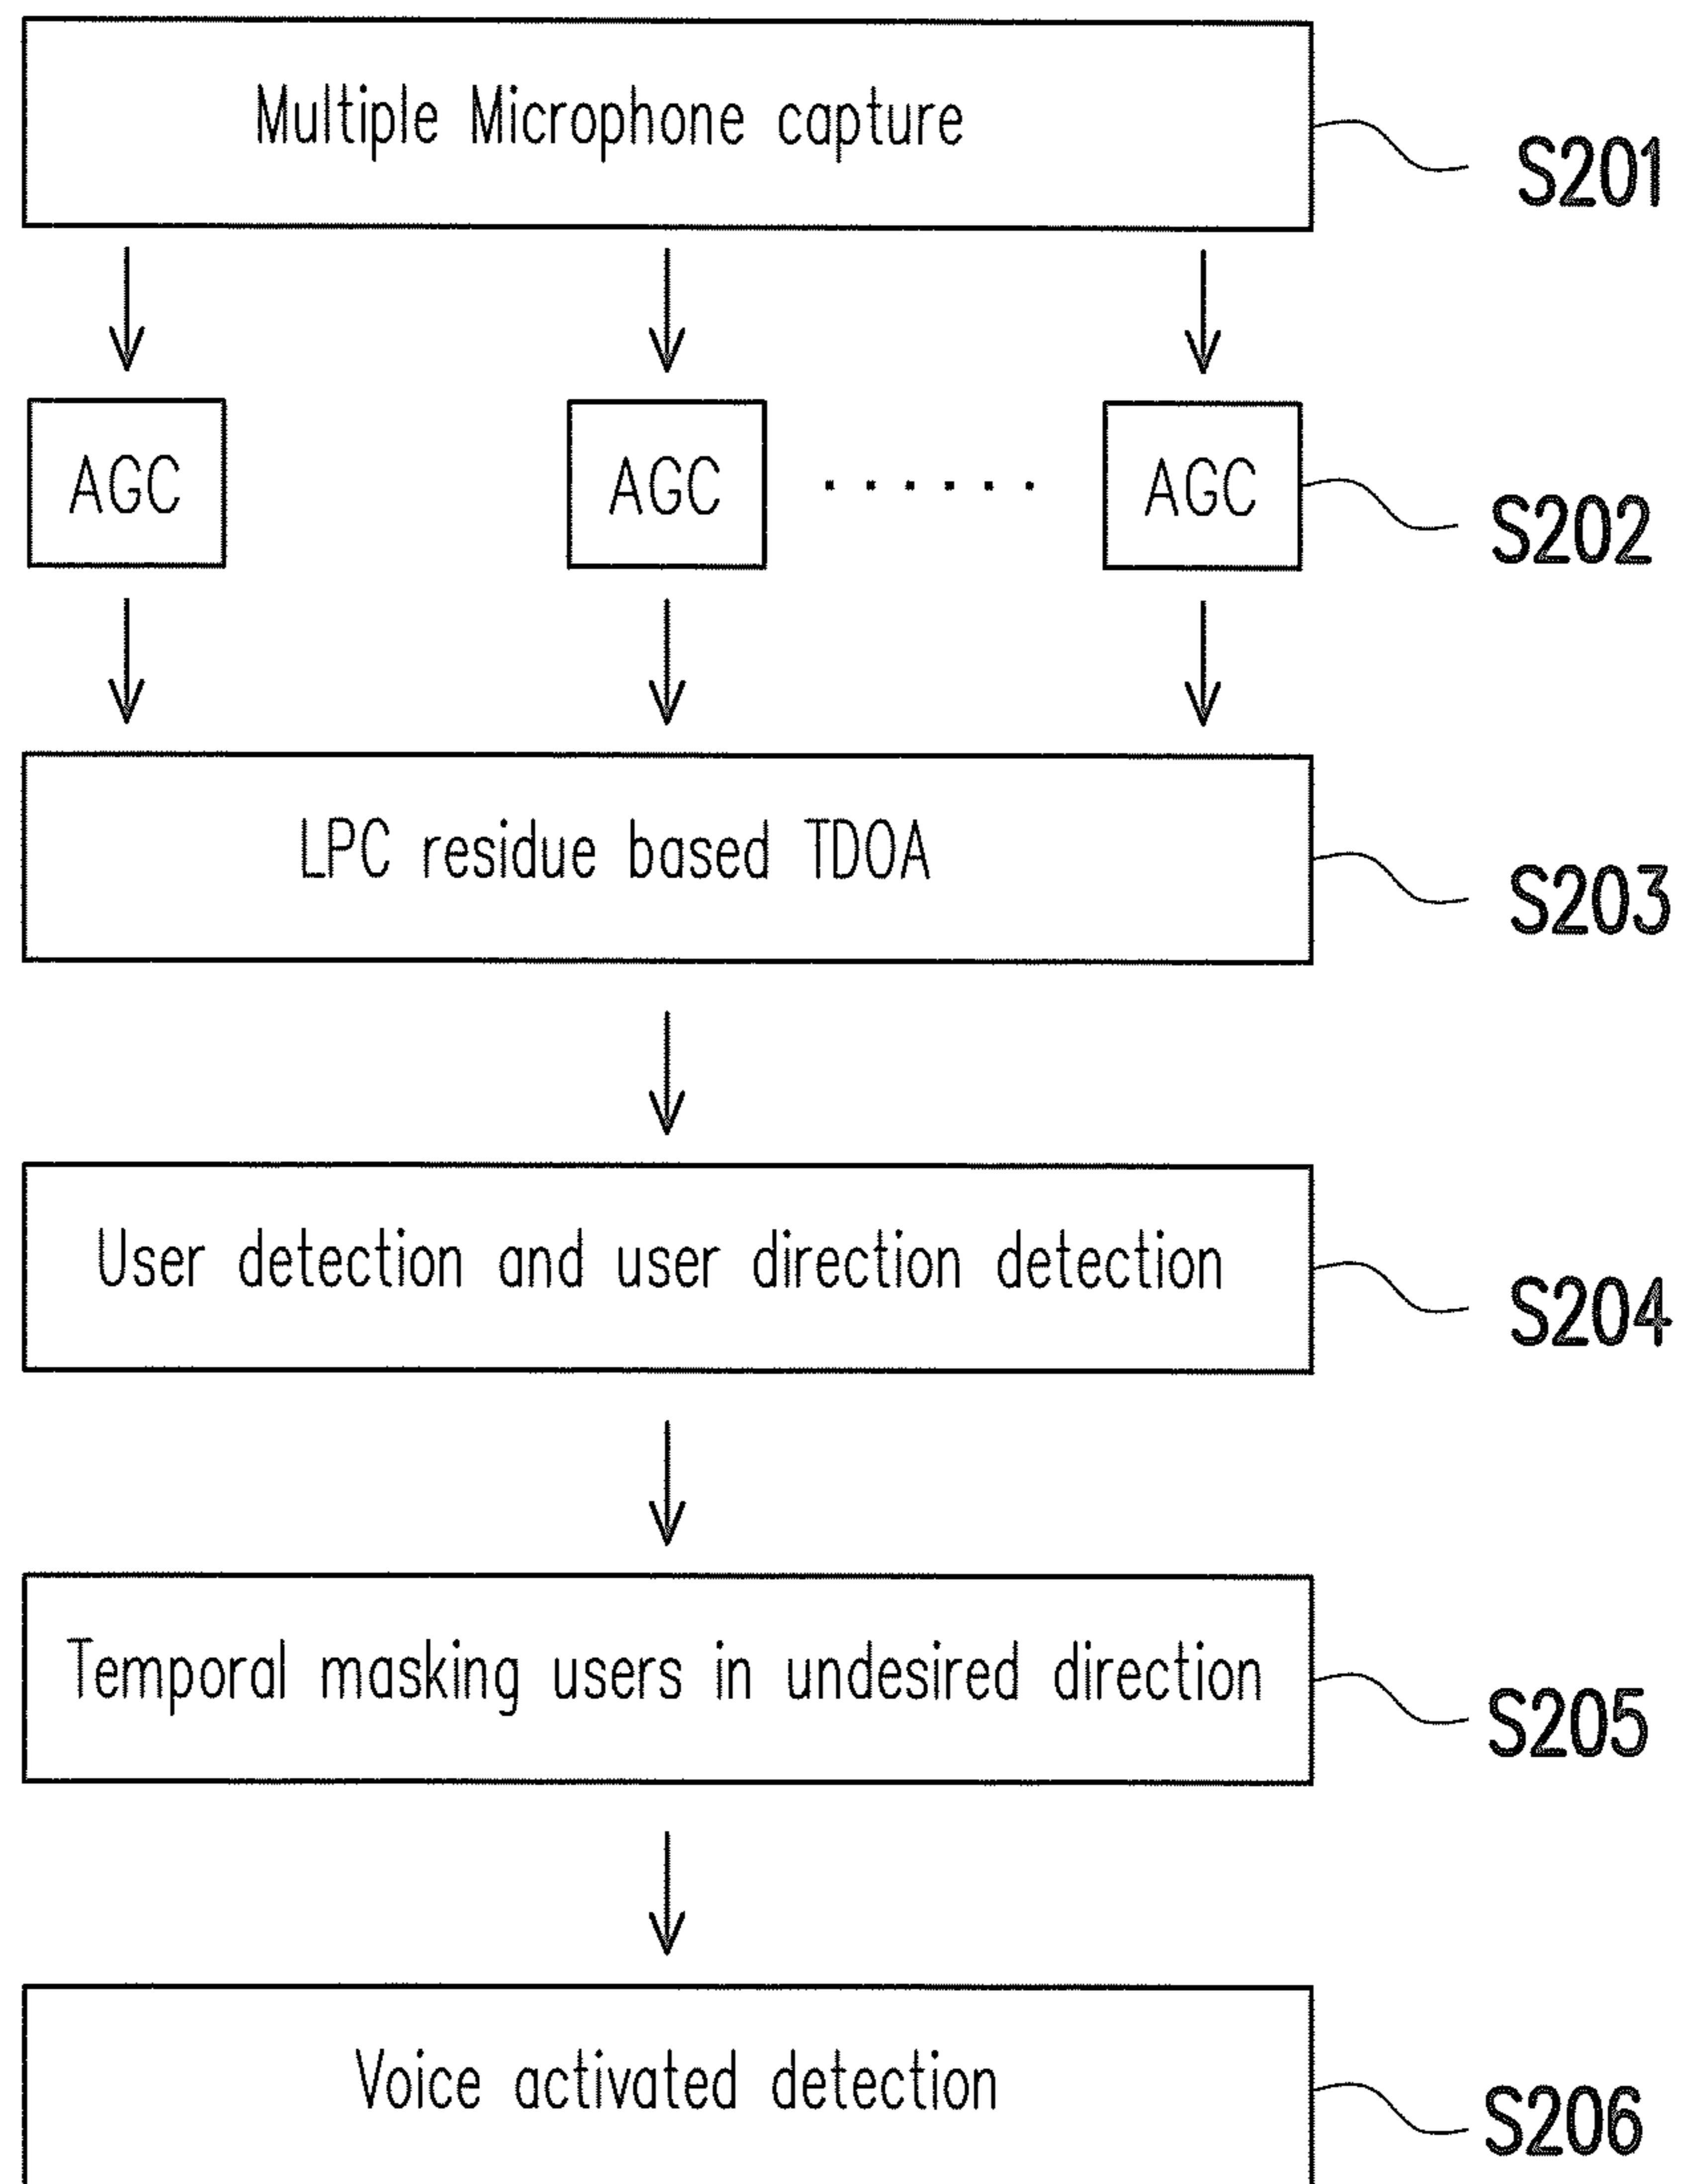 Multiple Microphone capture
S201
AGC AGC ...... AGC
S202
LPC residue based TDOA
S203
User detection and user direction detection
S204
Temporal masking users in undesired direction
S205
Voice activated detection
S206